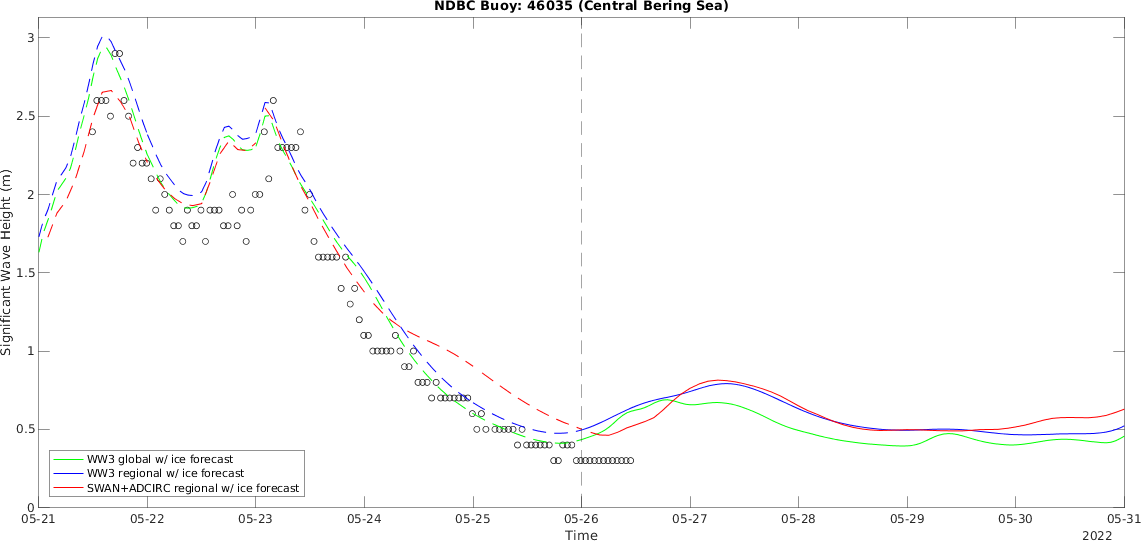 NDBC Buoy: 46035 (Central Bering Sea)
3
2.5
2
1.5
1
0.5
0
Significant Wave Height (m)
WW3 global w/ ice forecast
WW3 regional w/ ice forecast
SWAN+ADCIRC regional w/ ice forecast
05-21 05-22 05-23 05-24 05-25 05-26 05-27 05-28 05-29 05-30 05-31
Time
2022